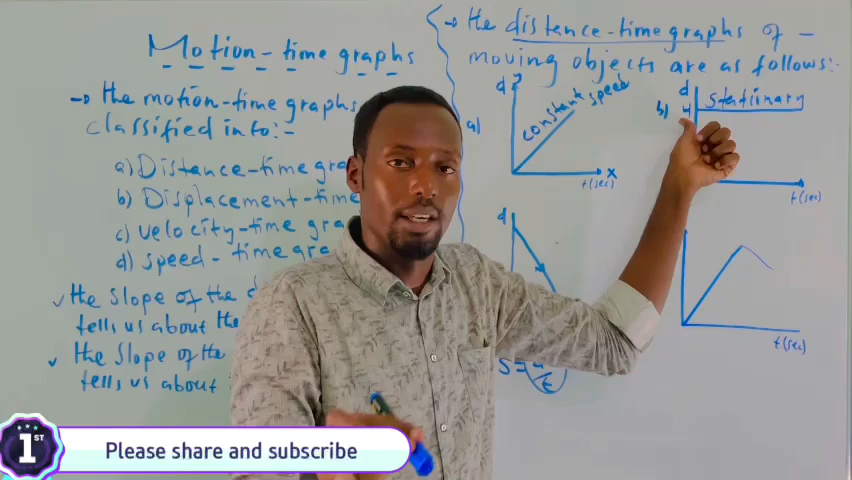 Motion-time graphs
→ the motion-time graphs
classified into:-
a) Distance-time gra
b) Displacement-time
c) velocity-time gra
d) speed-time gra
✓ the slope of the d
tells us about the
✓ the slope of the
tells us about
→ the distance-time graphs of -
moving objects are as follows:-
a)
d y
constant speed
x
t(sec)
b)
d
4
stationary
t(sec)
d
S = d/t
t(sec)
1ST
Please share and subscribe